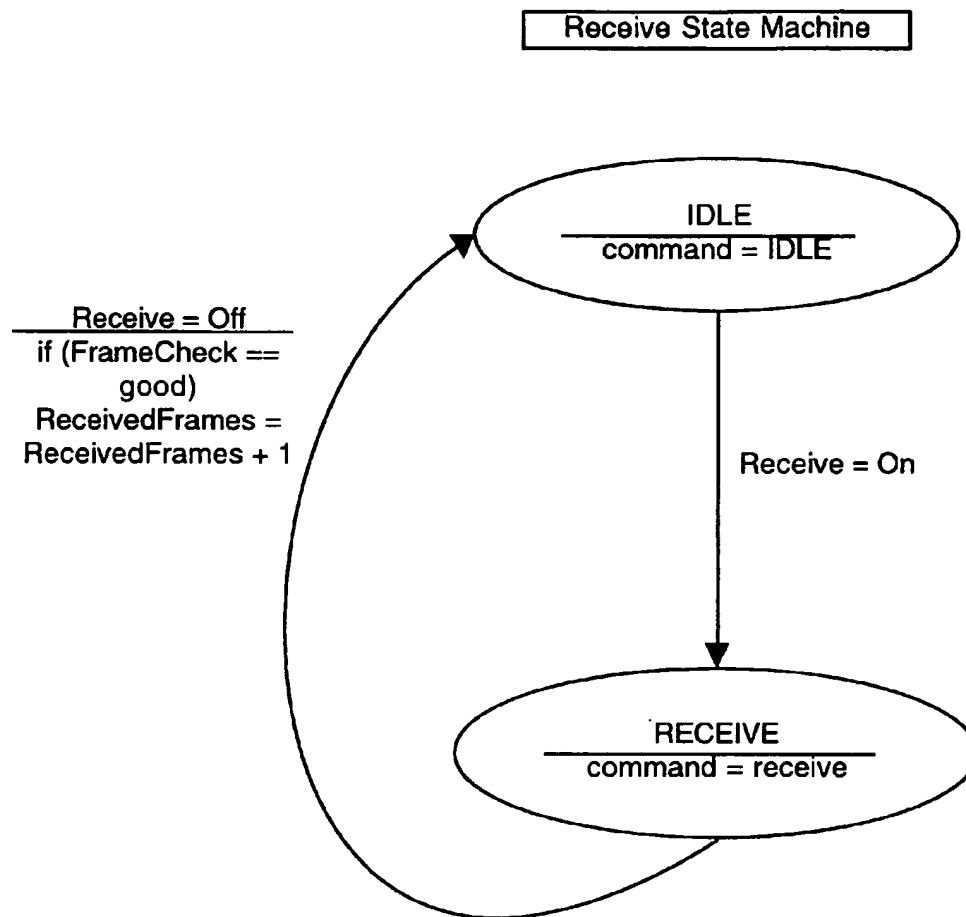 Receive State Machine
IDLE
command = IDLE
Receive = Off
if (FrameCheck ==
good)
ReceivedFrames =
ReceivedFrames + 1
Receive = On
RECEIVE
command = receive